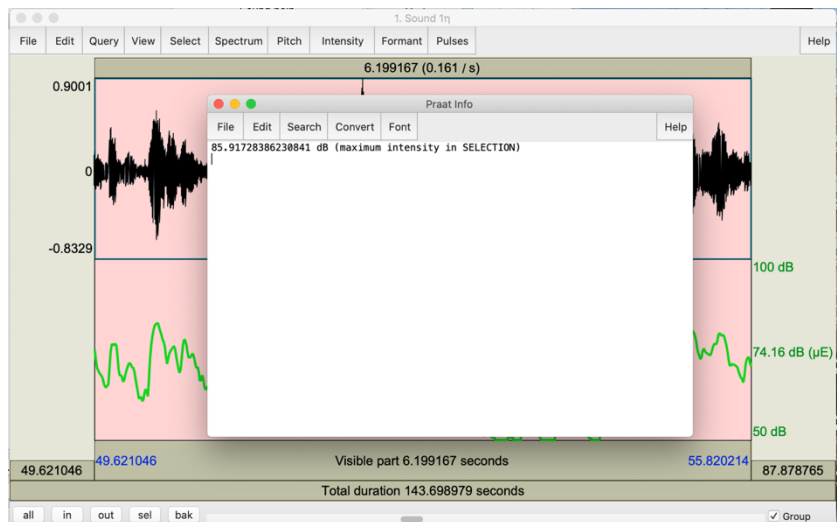 1. Sound 1η
File Edit Query View Select Spectrum Pitch Intensity Formant Pulses Help
6.199167 (0.161 / s)
0.9001
Praat Info
File Edit Search Convert Font Help
85.91728386230841 dB (maximum intensity in SELECTION)
0
-0.8329
100 dB
74.16 dB (µE)
50 dB
49.621046 49.621046 Visible part 6.199167 seconds 55.820214 87.878765
Total duration 143.698979 seconds
all in out sel bak Group